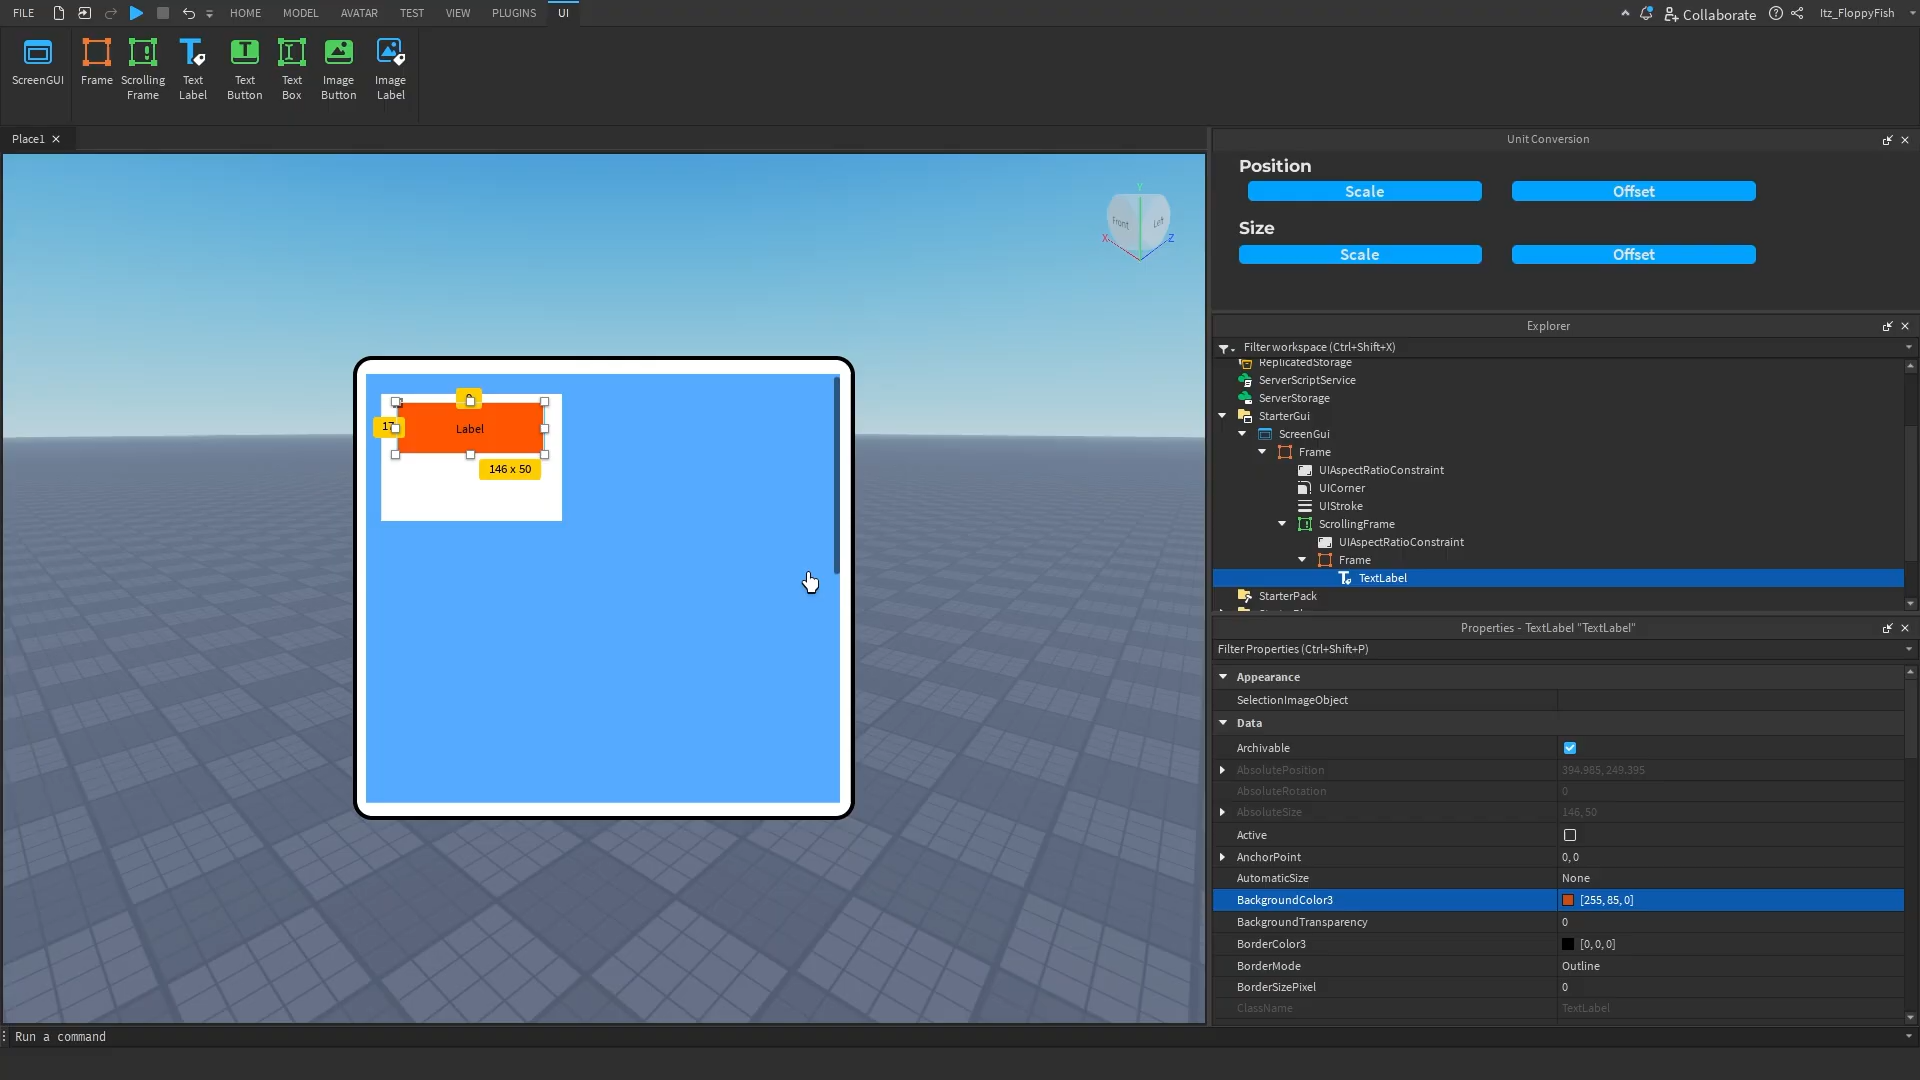 FILE
HOME
MODEL
AVATAR
TEST
VIEW
PLUGINS
UI
Collaborate
Itz_FloppyFish
ScreenGUI
Frame
Scrolling
Frame
Text
Label
Text
Button
Text
Box
Image
Button
Image
Label
Place1
Unit Conversion
Position
Scale
Offset
Size
Scale
Offset
Y
Front
Left
X
Z
Label
146 x 50
Explorer
Filter workspace (Ctrl+Shift+X)
ReplicatedStorage
ServerScriptService
ServerStorage
StarterGui
ScreenGui
Frame
UIAspectRatioConstraint
UICorner
UIStroke
ScrollingFrame
UIAspectRatioConstraint
Frame
TextLabel
StarterPack
Properties - TextLabel "TextLabel"
Filter Properties (Ctrl+Shift+P)
Appearance
SelectionImageObject
Data
Archivable
AbsolutePosition 394.985, 249.395
AbsoluteRotation 0
AbsoluteSize 146, 50
Active
AnchorPoint 0, 0
AutomaticSize None
BackgroundColor3 [255, 85, 0]
BackgroundTransparency 0
BorderColor3 [0, 0, 0]
BorderMode Outline
BorderSizePixel 0
ClassName TextLabel
Run a command